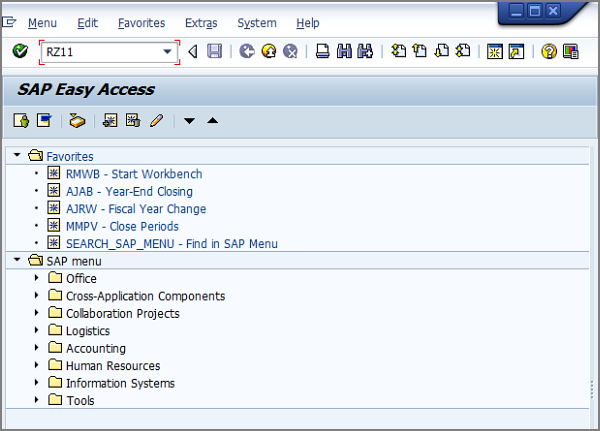 Menu Edit Favorites Extras System Help
RZ11
SAP Easy Access
Favorites
RMWB - Start Workbench
AJAB - Year-End Closing
AJRW - Fiscal Year Change
MMPV - Close Periods
SEARCH_SAP_MENU - Find in SAP Menu
SAP menu
Office
Cross-Application Components
Collaboration Projects
Logistics
Accounting
Human Resources
Information Systems
Tools